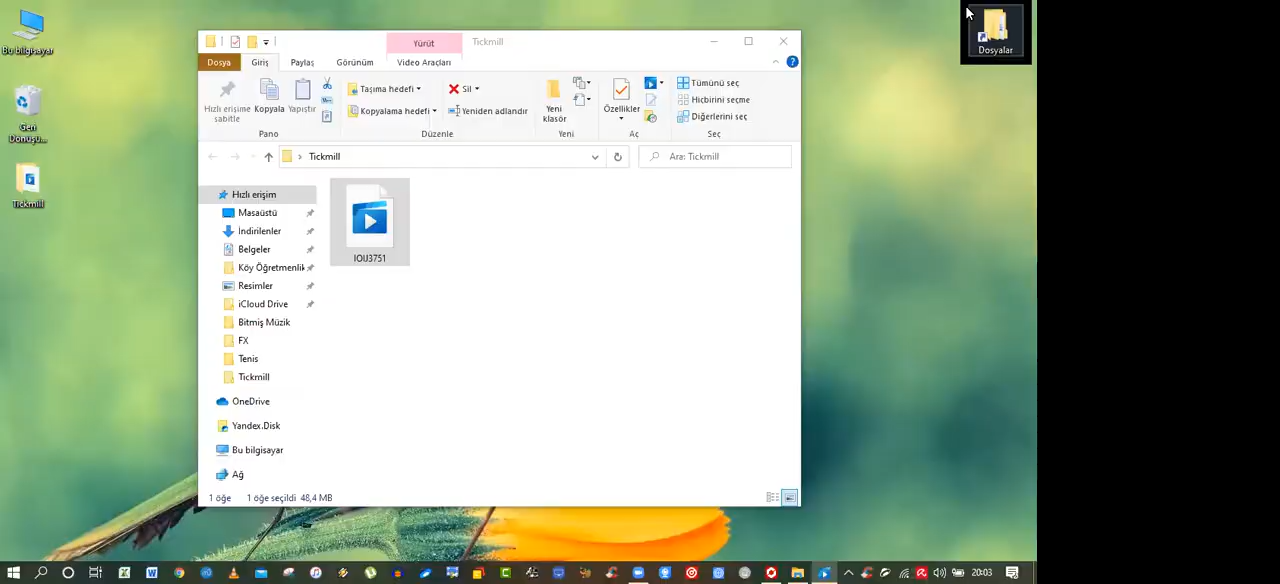 Bu bilgisayar
Geri
Dönüşü...
Tickmill
Dosyalar
Yürüt
Tickmill
Dosya
Giriş
Paylaş
Görünüm
Video Araçları
Hızlı erişime
sabitle
Kopyala
Yapıştır
Pano
Taşıma hedefi
Kopyalama hedefi
Sil
Yeniden adlandır
Düzenle
Yeni
klasör
Yeni
Özellikler
Aç
Tümünü seç
Hiçbirini seçme
Diğerlerini seç
Seç
Tickmill
Ara: Tickmill
Hızlı erişim
Masaüstü
İndirilenler
Belgeler
Köy Öğretmenlik
Resimler
iCloud Drive
Bitmiş Müzik
FX
Tenis
Tickmill
OneDrive
Yandex.Disk
Bu bilgisayar
Ağ
IOIJ3751
1 öğe
1 öğe seçildi 48,4 MB
20:03